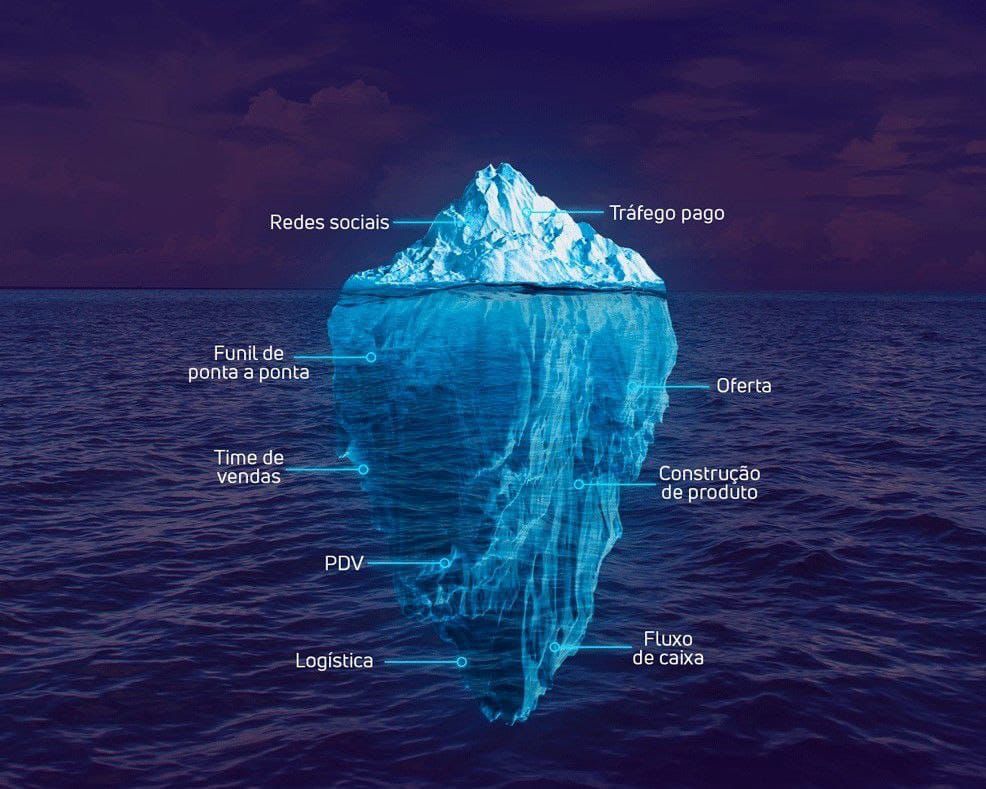 Redes sociais
Tráfego pago
Funil de
ponta a ponta
Oferta
Time de
vendas
Construção
de produto
PDV
Fluxo
de caixa
Logística